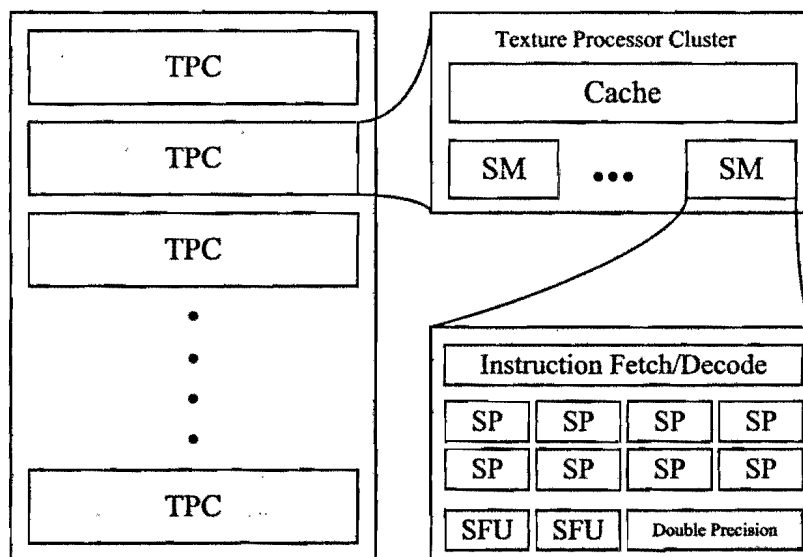 TPC
TPC
TPC
TPC
Texture Processor Cluster
Cache
SM SM
Instruction Fetch/Decode
SP SP SP SP
SP SP SP SP
SFU SFU Double Precision